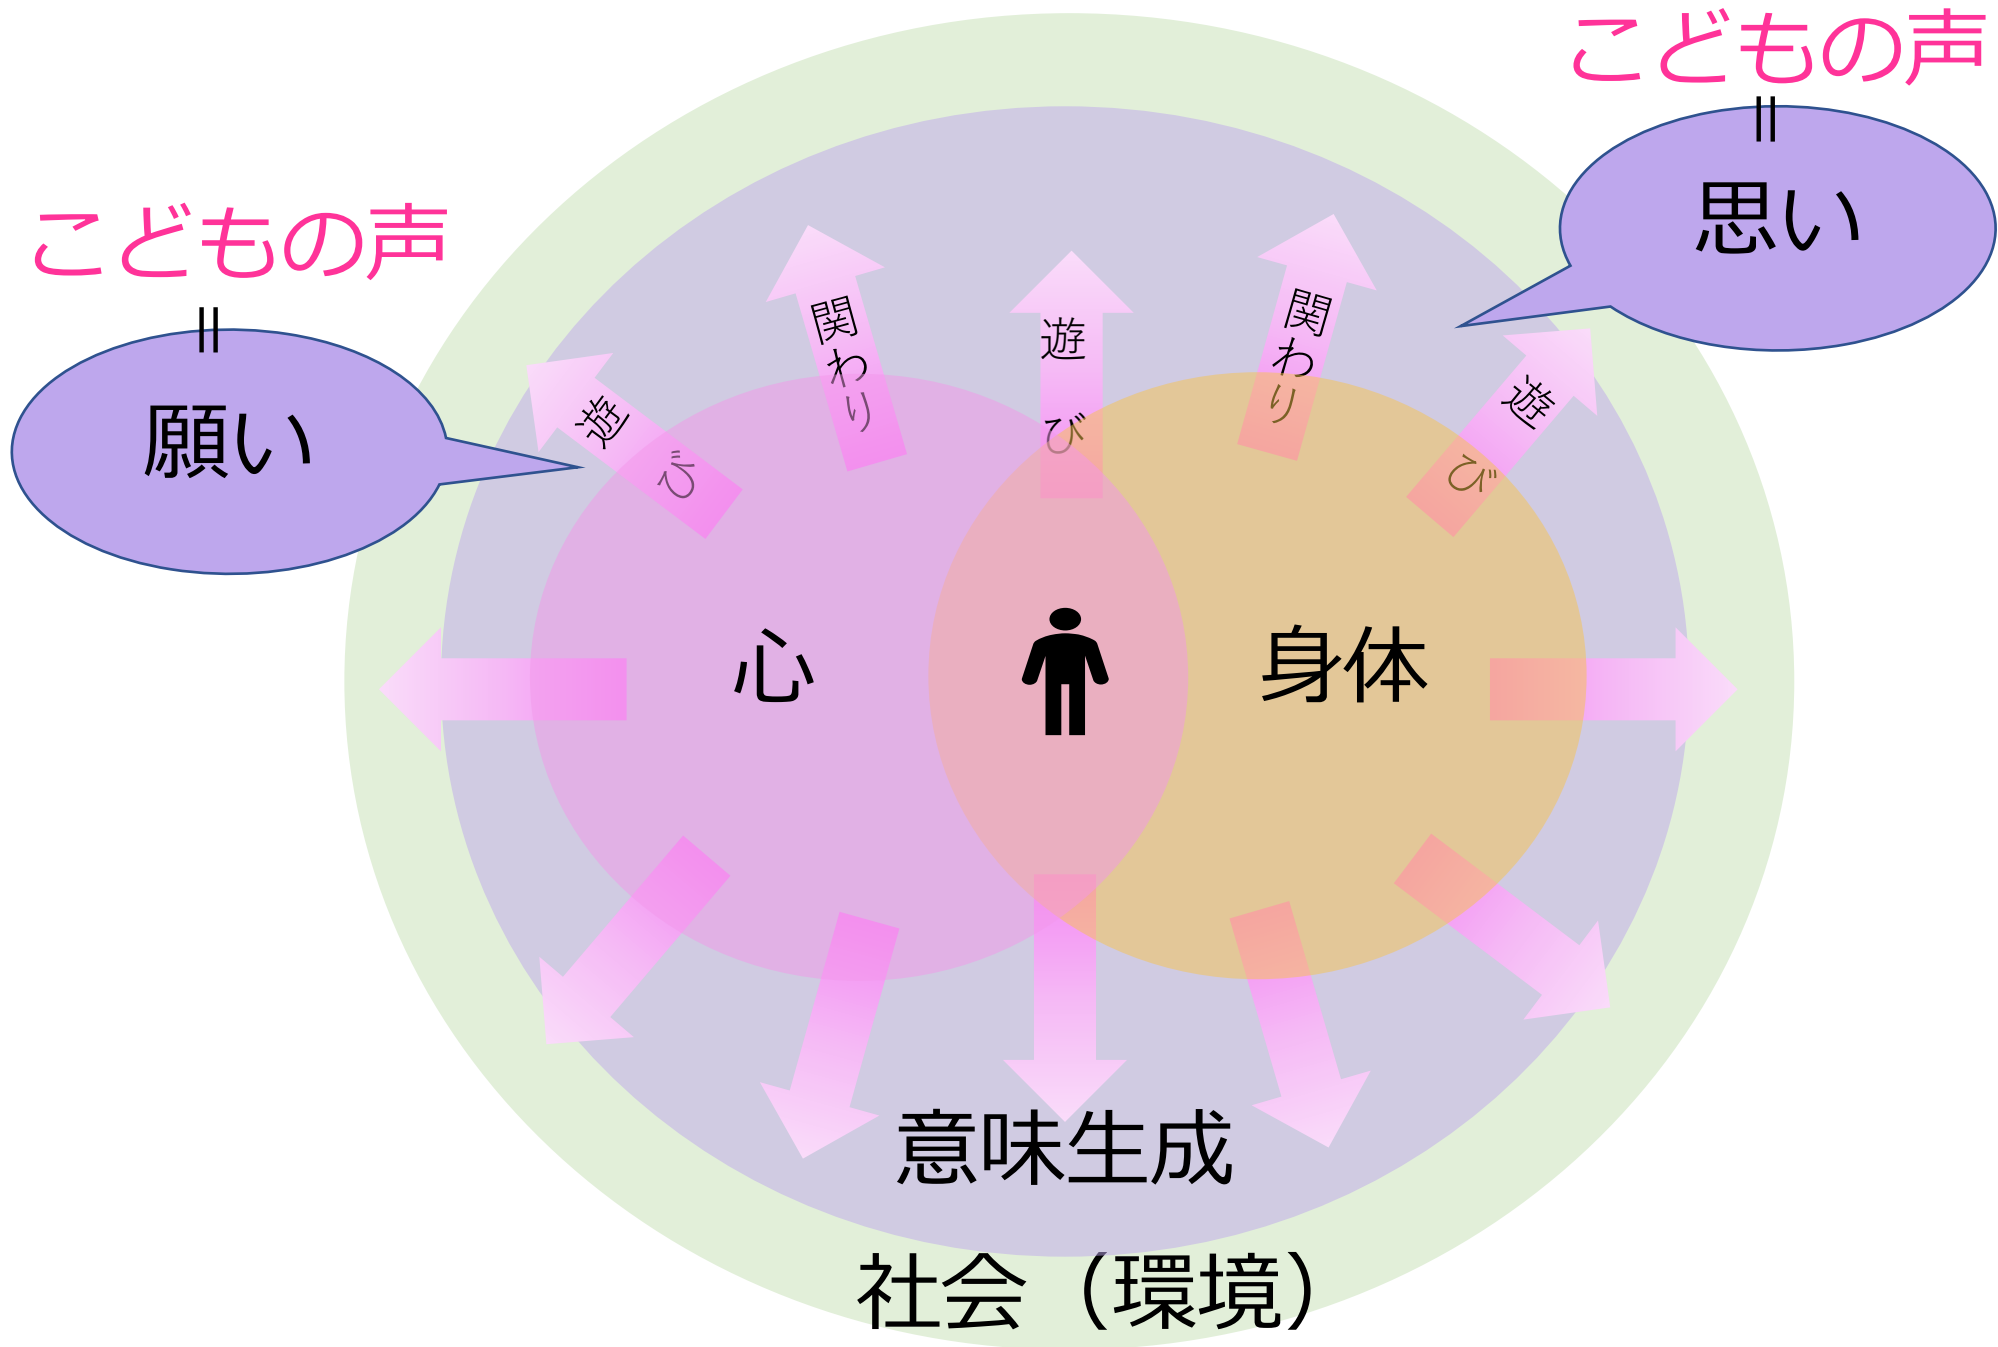 こどもの声
||
思い
こどもの声
||
願い
遊び
関わり
遊び
関わり
遊び
心
身体
意味生成
社会（環境）